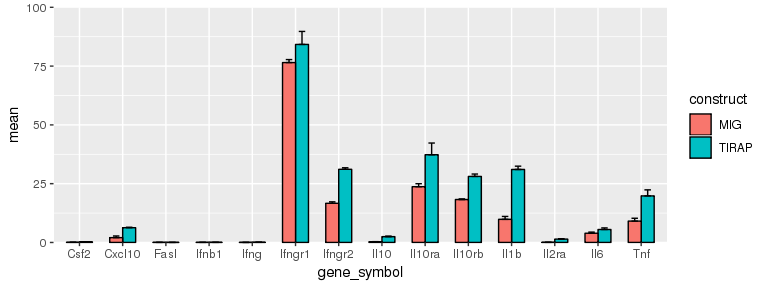 100
75
50
25
0
mean
Csf2 Cxcl10 Fasl Ifnb1 Ifng Ifngr1 Ifngr2 Il10 Il10ra Il10rb Il1b Il2ra Il6 Tnf
gene_symbol
construct
MIG
TIRAP